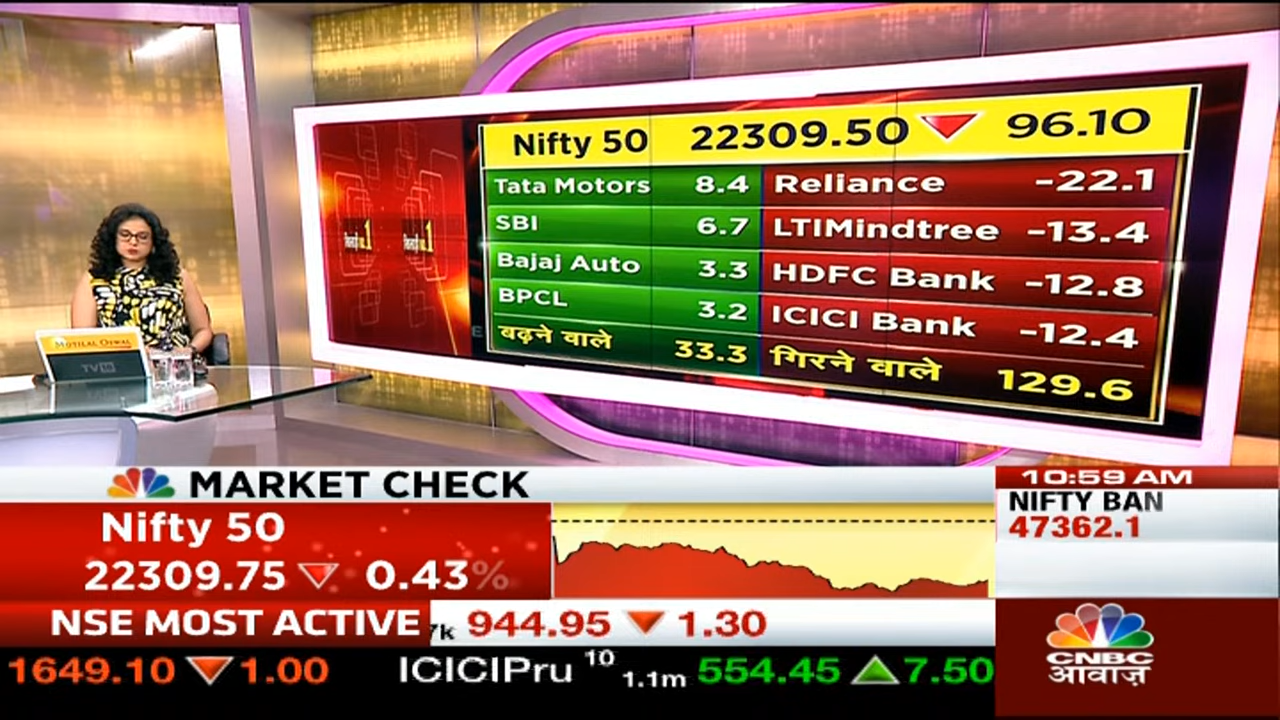 Nifty 50 22309.50 96.10
Tata Motors 8.4 Reliance -22.1
SBI 6.7 LTIMindtree -13.4
Bajaj Auto 3.3 HDFC Bank -12.8
BPCL 3.2 ICICI Bank -12.4
बढ़ने वाले 33.3 गिरने वाले 129.6
MOTILAL OSWAL
TV18
MARKET CHECK
10:59 AM
Nifty 50
NIFTY BAN
47362.1
22309.75 0.43%
NSE MOST ACTIVE 7k 944.95 1.30
CNBC
आवाज़
1649.10 1.00 ICICIPru 10 1.1m 554.45 7.50